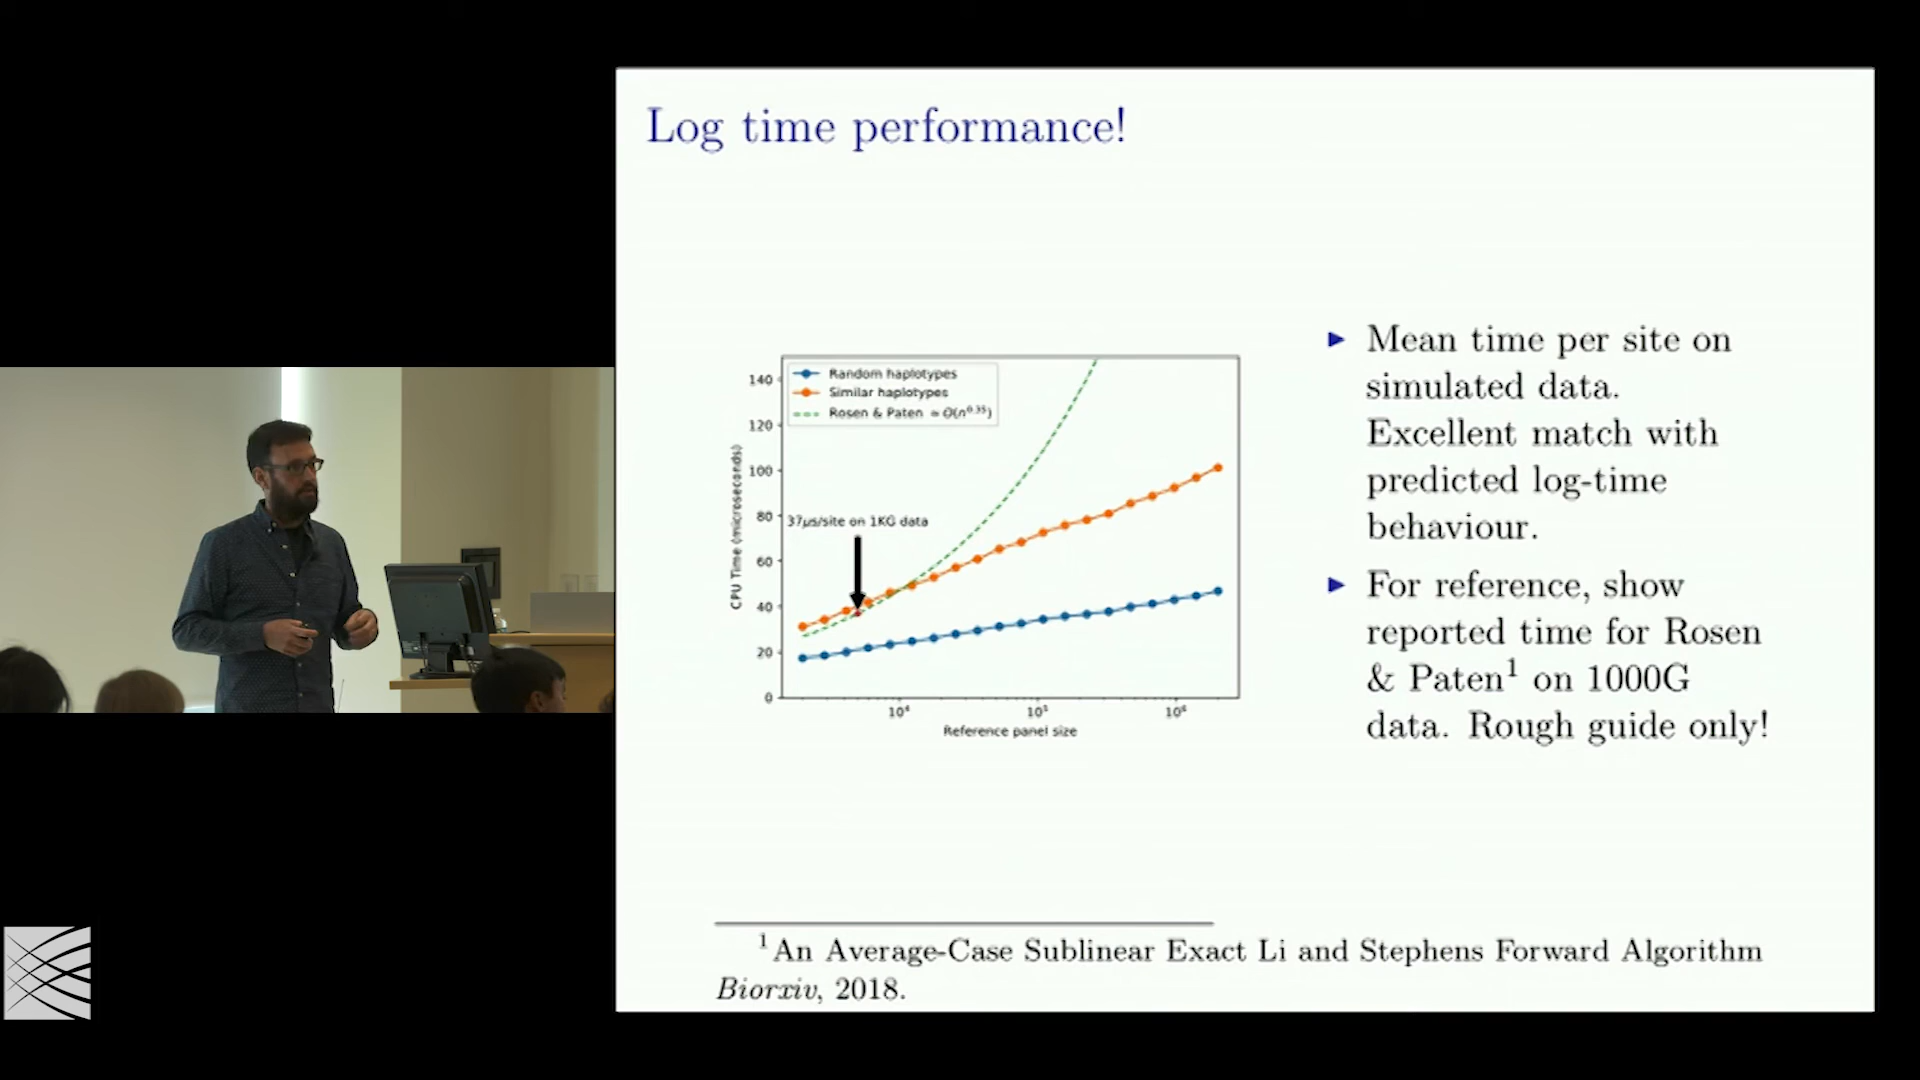 Log time performance!
140
120
100
80
60
40
20
0
CPU Time (microseconds)
Random haplotypes
Similar haplotypes
Rosen & Paten ≈ O(n^0.35)
37μs/site on 1KG data
10^4
10^5
10^6
Reference panel size
▶ Mean time per site on
simulated data.
Excellent match with
predicted log-time
behaviour.
▶ For reference, show
reported time for Rosen
& Paten¹ on 1000G
data. Rough guide only!
¹An Average-Case Sublinear Exact Li and Stephens Forward Algorithm
Biorxiv, 2018.